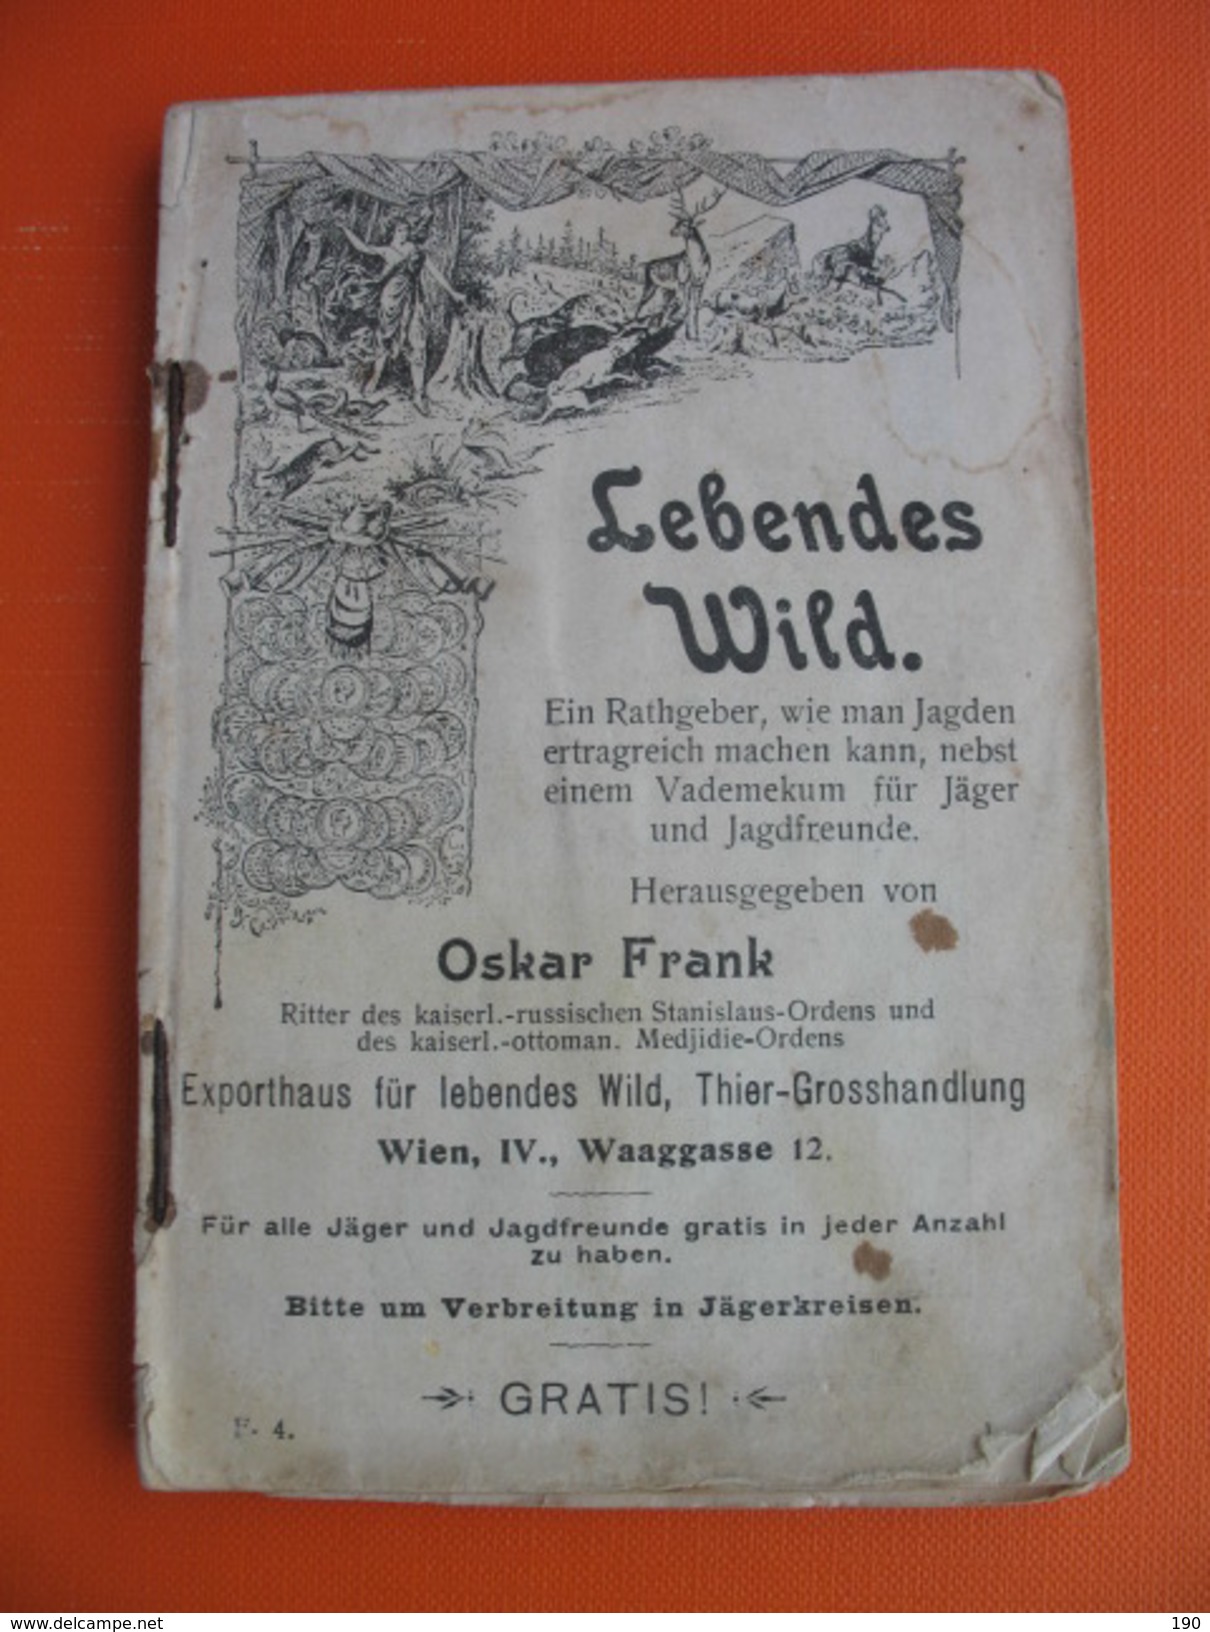 Lebendes
Wild.
Ein Rathgeber, wie man Jagden
ertragreich machen kann, nebst
einem Vademekum für Jäger
und Jagdfreunde.
Herausgegeben von
Oskar Frank
Ritter des kaiserl.-russischen Stanislaus-Ordens und
des kaiserl.-ottoman. Medjidie-Ordens
Exporthaus für lebendes Wild, Thier-Grosshandlung
Wien, IV., Waaggasse 12.
Für alle Jäger und Jagdfreunde gratis in jeder Anzahl
zu haben.
Bitte um Verbreitung in Jägerkreisen.
GRATIS!
F. 4.
www.delcampe.net
190